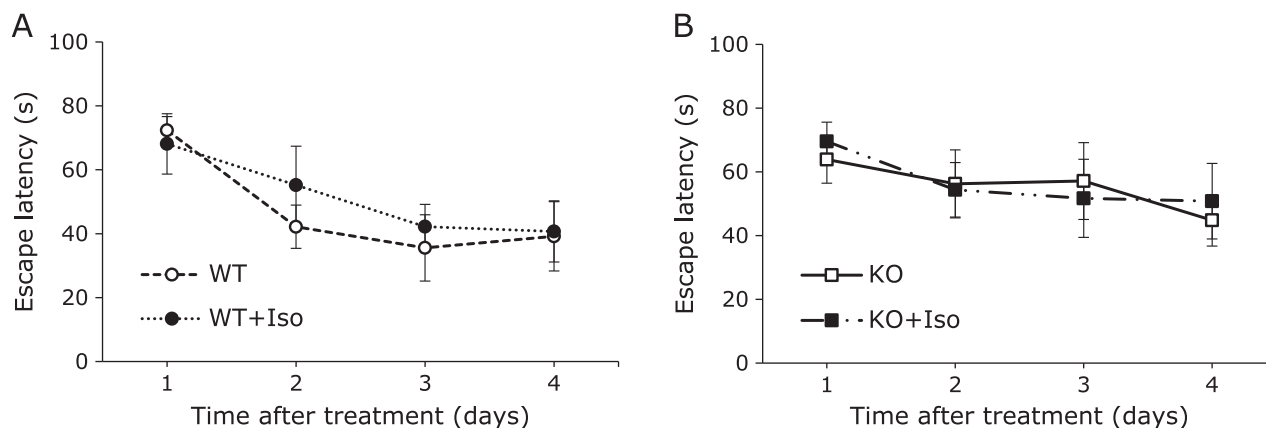 A
Escape latency (s)
100
80
60
40
20
0
WT
WT+Iso
1 2 3 4
Time after treatment (days)
B
Escape latency (s)
100
80
60
40
20
0
KO
KO+Iso
1 2 3 4
Time after treatment (days)